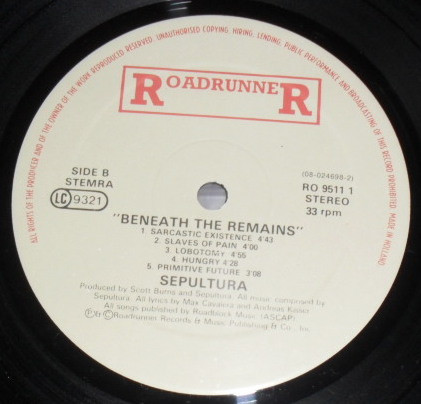 ALL RIGHTS OF THE PRODUCER AND OF THE OWNER OF THE WORK REPRODUCED RESERVED. UNAUTHORISED COPYING, HIRING, LENDING, PUBLIC PERFORMANCE AND BROADCASTING OF THIS RECORD PROHIBITED. MADE IN HOLLAND
ROADRUNNER
SIDE B
STEMRA
LC 9321
(08-024698-2)
RO 9511 1
STEREO
33 rpm
"BENEATH THE REMAINS"
1. SARCASTIC EXISTENCE 4'43
2. SLAVES OF PAIN 4'00
3. LOBOTOMY 4'55
4. HUNGRY 4'28
5. PRIMITIVE FUTURE 3'08
SEPULTURA
Produced by Scott Burns and Sepultura. All music composed by
Sepultura. All lyrics by Max Cavalera and Andreas Kisser
All songs published by Roadblock Music (ASCAP)
℗&©Roadrunner Records & Music Publishing & Co., Inc.